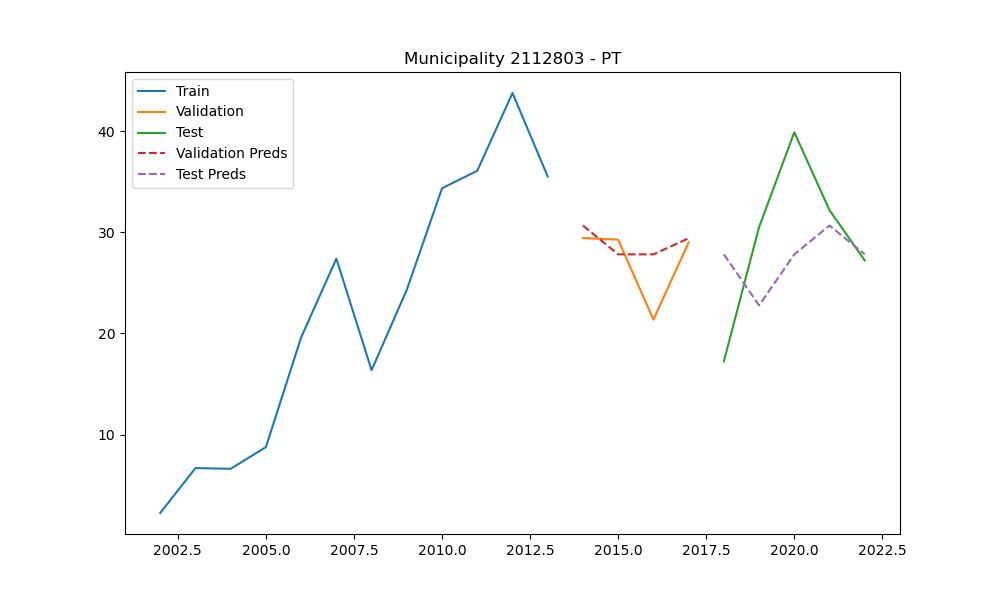 Municipality 2112803 - PT
Train
Validation
Test
Validation Preds
Test Preds
40
30
20
10
2002.5 2005.0 2007.5 2010.0 2012.5 2015.0 2017.5 2020.0 2022.5